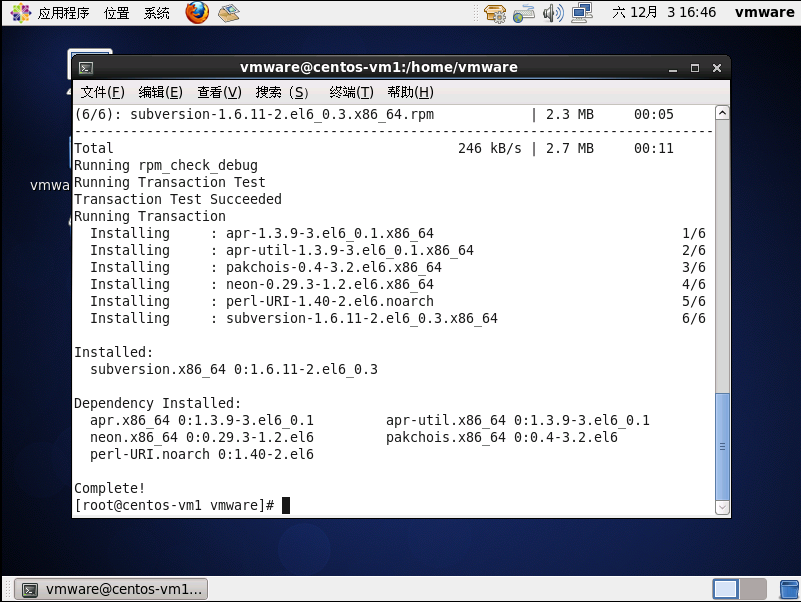 应用程序 位置 系统 六 12月 3 16:46 vmware
vmware@centos-vm1:/home/vmware
文件(F) 编辑(E) 查看(V) 搜索（S） 终端(T) 帮助(H)
(6/6): subversion-1.6.11-2.el6_0.3.x86_64.rpm | 2.3 MB 00:05
--------------------------------------------------------------------------------
Total 246 kB/s | 2.7 MB 00:11
Running rpm_check_debug
Running Transaction Test
Transaction Test Succeeded
Running Transaction
Installing : apr-1.3.9-3.el6_0.1.x86_64 1/6
Installing : apr-util-1.3.9-3.el6_0.1.x86_64 2/6
Installing : pakchois-0.4-3.2.el6.x86_64 3/6
Installing : neon-0.29.3-1.2.el6.x86_64 4/6
Installing : perl-URI-1.40-2.el6.noarch 5/6
Installing : subversion-1.6.11-2.el6_0.3.x86_64 6/6
Installed:
subversion.x86_64 0:1.6.11-2.el6_0.3
Dependency Installed:
apr.x86_64 0:1.3.9-3.el6_0.1 apr-util.x86_64 0:1.3.9-3.el6_0.1
neon.x86_64 0:0.29.3-1.2.el6 pakchois.x86_64 0:0.4-3.2.el6
perl-URI.noarch 0:1.40-2.el6
Complete!
[root@centos-vm1 vmware]#
vmwa
vmware@centos-vm1...